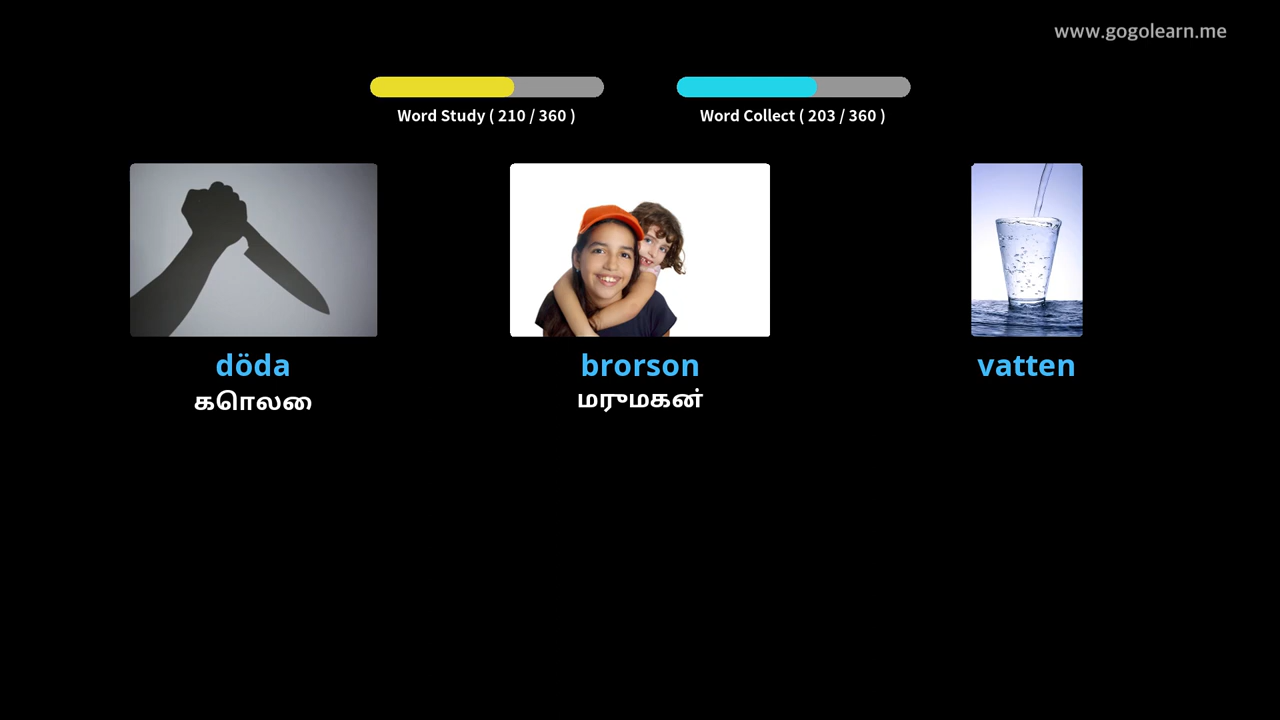 www.gogolearn.me
Word Study ( 210 / 360 )
Word Collect ( 203 / 360 )
döda
brorson
vatten
கொலை
மருமகன்